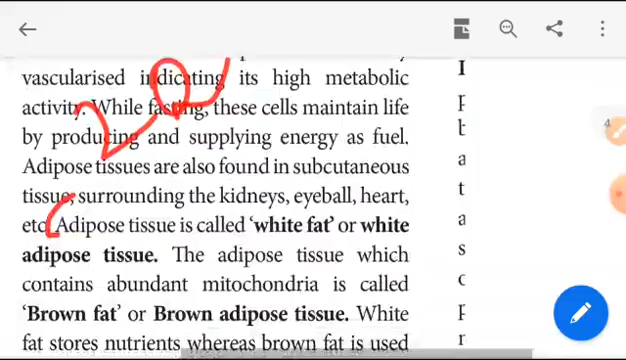 vascularised indicating its high metabolic
activity. While fasting, these cells maintain life
by producing and supplying energy as fuel.
Adipose tissues are also found in subcutaneous
tissue, surrounding the kidneys, eyeball, heart,
etc. Adipose tissue is called ‘white fat’ or white
adipose tissue. The adipose tissue which
contains abundant mitochondria is called
‘Brown fat’ or Brown adipose tissue. White
fat stores nutrients whereas brown fat is used
I
p
b
a
t
a
s
c
p
r
4